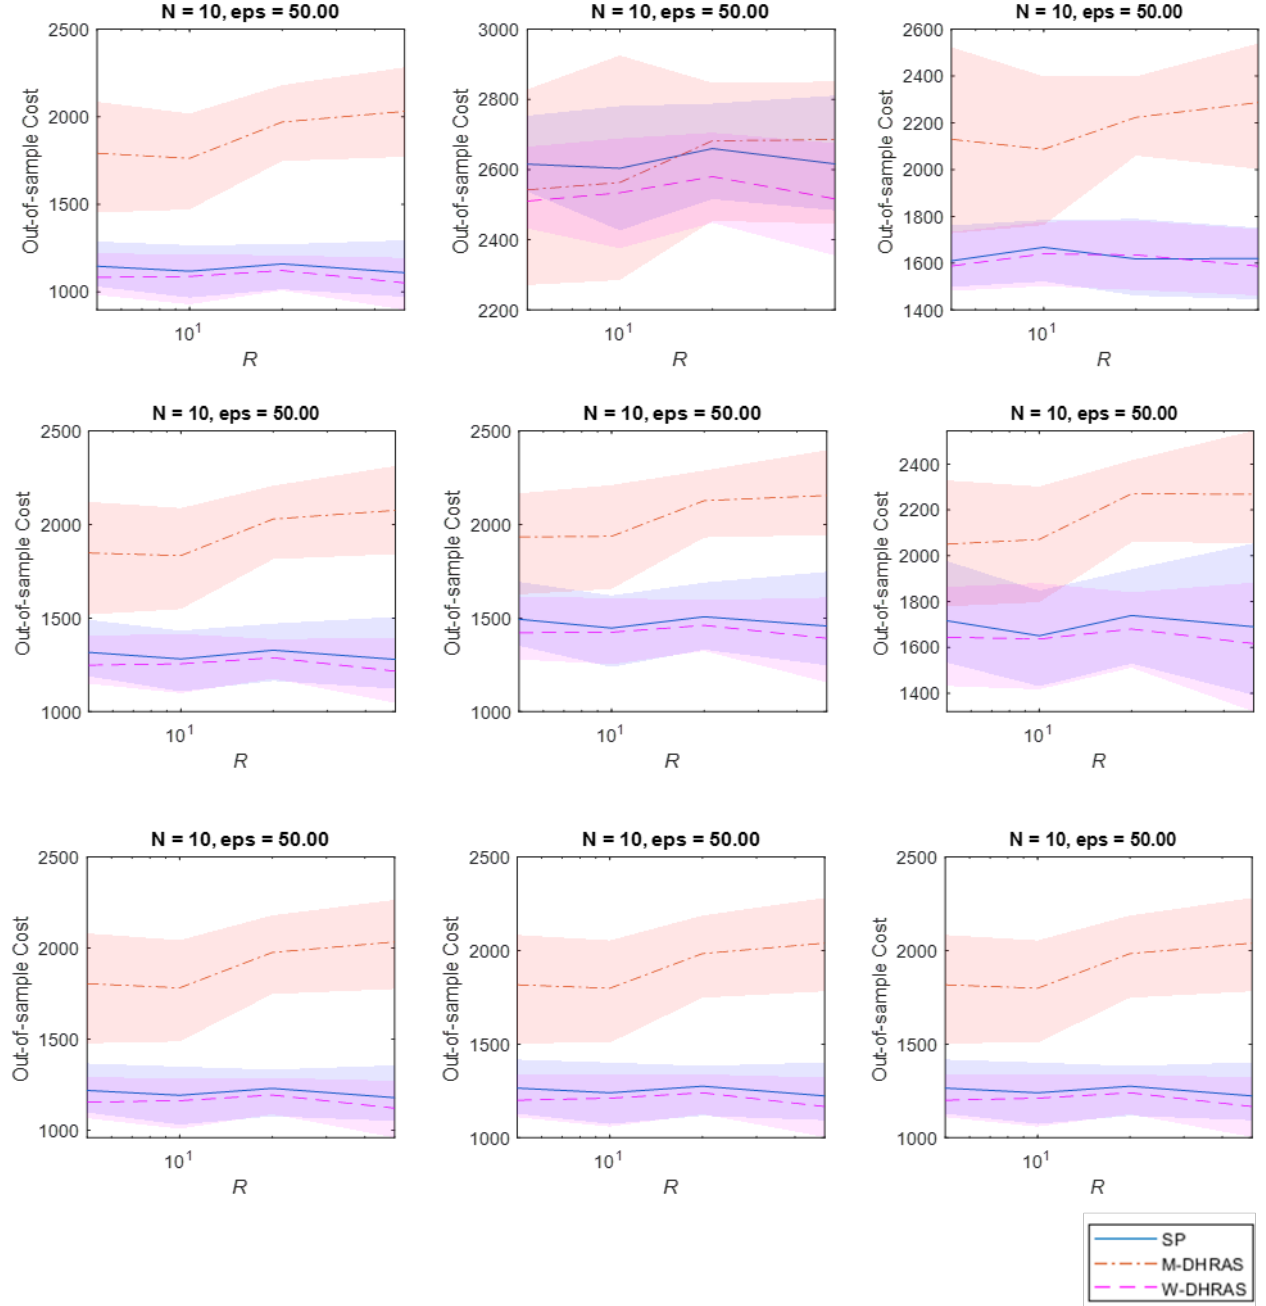 N = 10, eps = 50.00
Out-of-sample Cost
2500
2000
1500
1000
10¹
R
N = 10, eps = 50.00
Out-of-sample Cost
3000
2800
2600
2400
2200
10¹
R
N = 10, eps = 50.00
Out-of-sample Cost
2600
2400
2200
2000
1800
1600
1400
10¹
R
N = 10, eps = 50.00
Out-of-sample Cost
2500
2000
1500
1000
10¹
R
N = 10, eps = 50.00
Out-of-sample Cost
2500
2000
1500
1000
10¹
R
N = 10, eps = 50.00
Out-of-sample Cost
2400
2200
2000
1800
1600
1400
10¹
R
N = 10, eps = 50.00
Out-of-sample Cost
2500
2000
1500
1000
10¹
R
N = 10, eps = 50.00
Out-of-sample Cost
2500
2000
1500
1000
10¹
R
N = 10, eps = 50.00
Out-of-sample Cost
2500
2000
1500
1000
10¹
R
SP
M-DHRAS
W-DHRAS